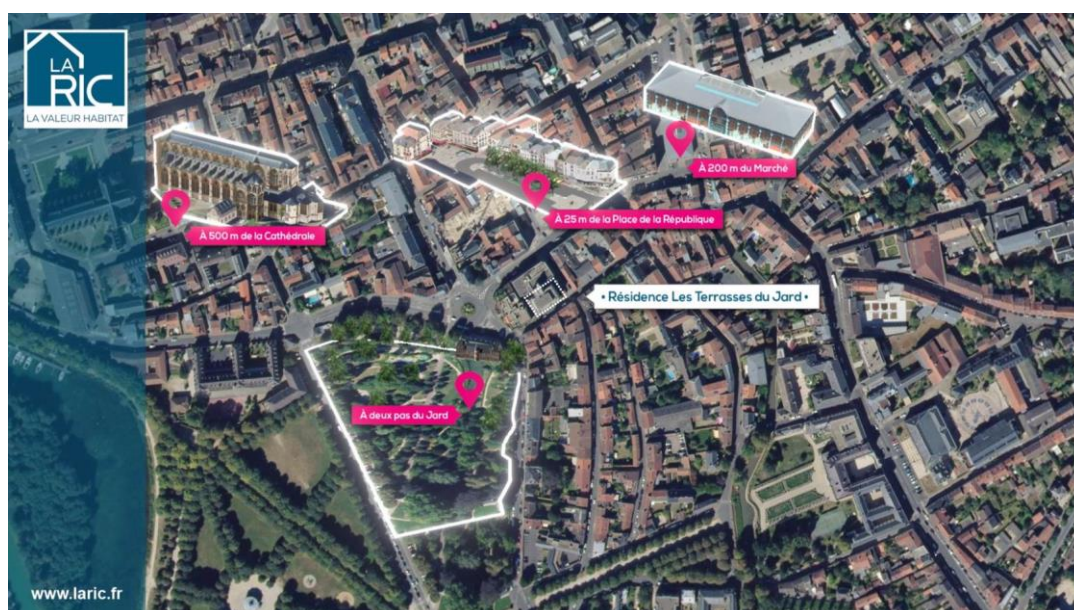 LA
RIC
LA VALEUR HABITAT
À 200 m du Marché
À 25 m de la Place de la République
À 500 m de la Cathédrale
• Résidence Les Terrasses du Jard •
À deux pas du Jard
www.laric.fr